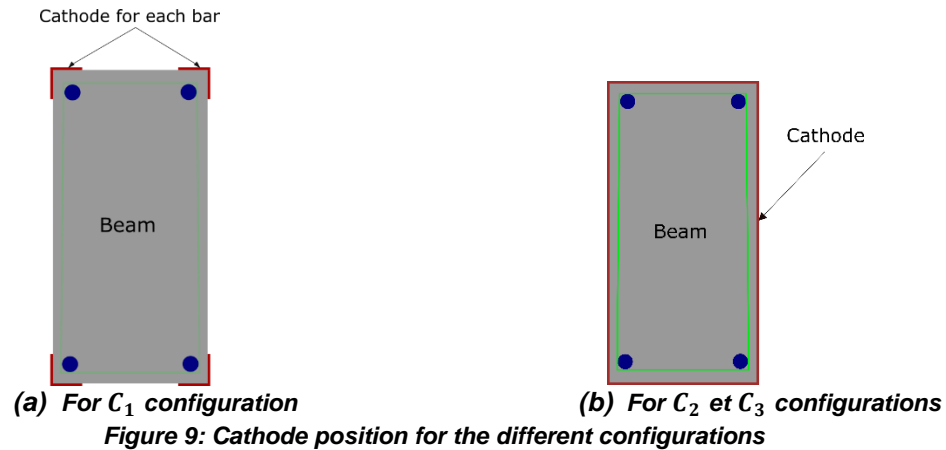 Cathode for each bar
Beam
Cathode
Beam
(a) For C₁ configuration
(b) For C₂ et C₃ configurations
Figure 9: Cathode position for the different configurations